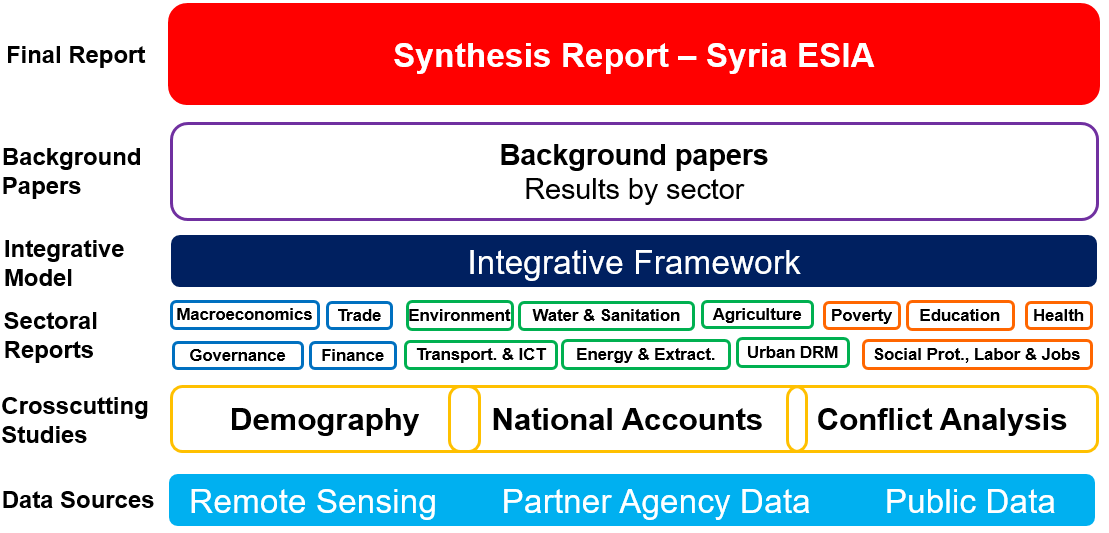 Final Report
Synthesis Report – Syria ESIA
Background
Papers
Background papers
Results by sector
Integrative
Model
Integrative Framework
Sectoral
Reports
Macroeconomics
Trade
Environment
Water & Sanitation
Agriculture
Poverty
Education
Health
Governance
Finance
Transport. & ICT
Energy & Extract.
Urban DRM
Social Prot., Labor & Jobs
Crosscutting
Studies
Demography
National Accounts
Conflict Analysis
Data Sources
Remote Sensing
Partner Agency Data
Public Data